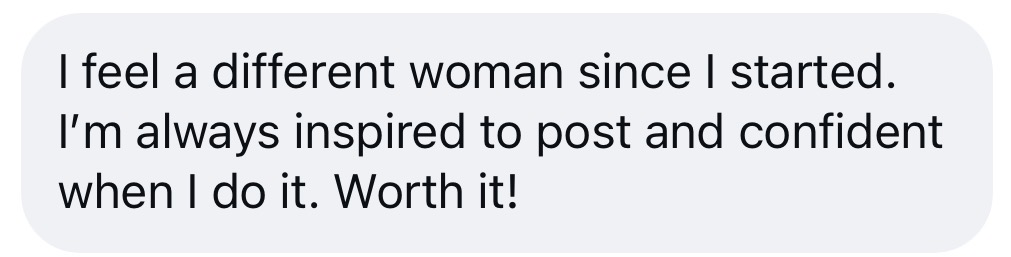 I feel a different woman since I started.
I’m always inspired to post and confident
when I do it. Worth it!